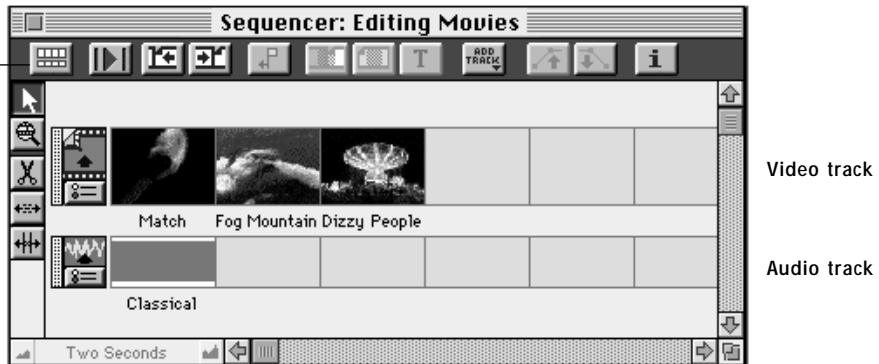 Sequencer: Editing Movies
T
ADD TRACK
i
Video track
Match Fog Mountain Dizzy People
Audio track
Classical
Two Seconds